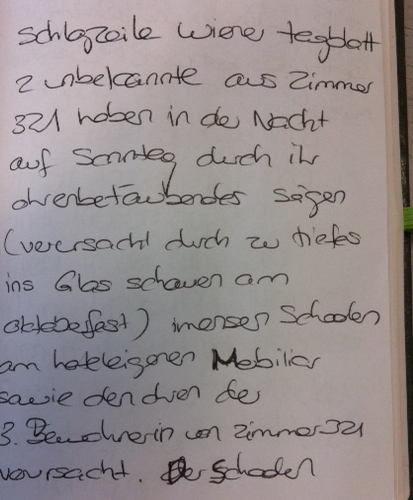 Schlagzeile Wiener tagblatt
2 unbekannte aus Zimmer
321 haben in der Nacht
auf Sonntag durch ihr
ohrenbetäubendes sägen
(verursacht durch zu tiefes
ins Glas schauen am
oktoberfest) imensen Schaden
am hoteleigenen Mobiliar
sowie den ohren der
3. Bewohnerin von Zimmer 321
verursacht. Der Schaden